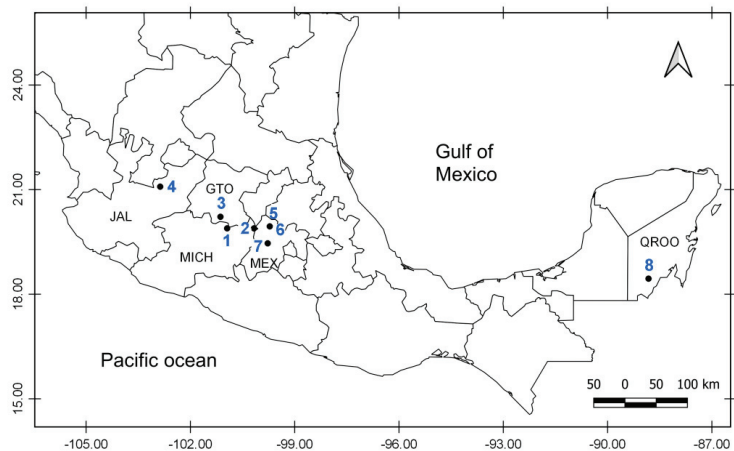 24.00
21.00
18.00
15.00
Gulf of
Mexico
4
GTO
3
JAL
5
2
6
1
7
MICH
MEX
QROO
8
Pacific ocean
50 0 50 100 km
-105.00 -102.00 -99.00 -96.00 -93.00 -90.00 -87.00